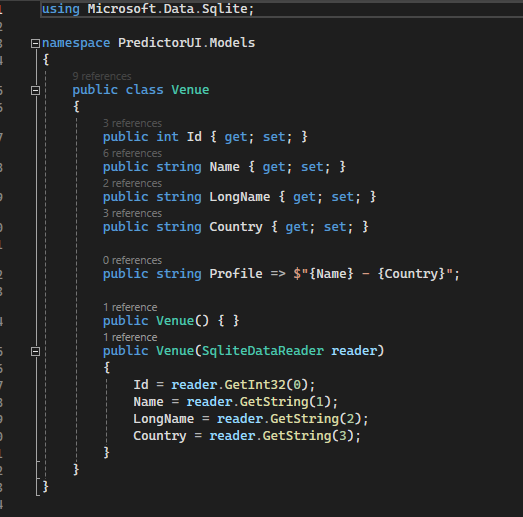 1 using Microsoft.Data.Sqlite;
2
3 namespace PredictorUI.Models
4 {
9 references
5 public class Venue
6 {
3 references
7 public int Id { get; set; }
6 references
8 public string Name { get; set; }
2 references
9 public string LongName { get; set; }
3 references
0 public string Country { get; set; }
1
0 references
2 public string Profile => $"{Name} - {Country}";
3
1 reference
4 public Venue() { }
1 reference
5 public Venue(SqliteDataReader reader)
6 {
7 Id = reader.GetInt32(0);
8 Name = reader.GetString(1);
9 LongName = reader.GetString(2);
0 Country = reader.GetString(3);
1 }
2 }
3 }
4